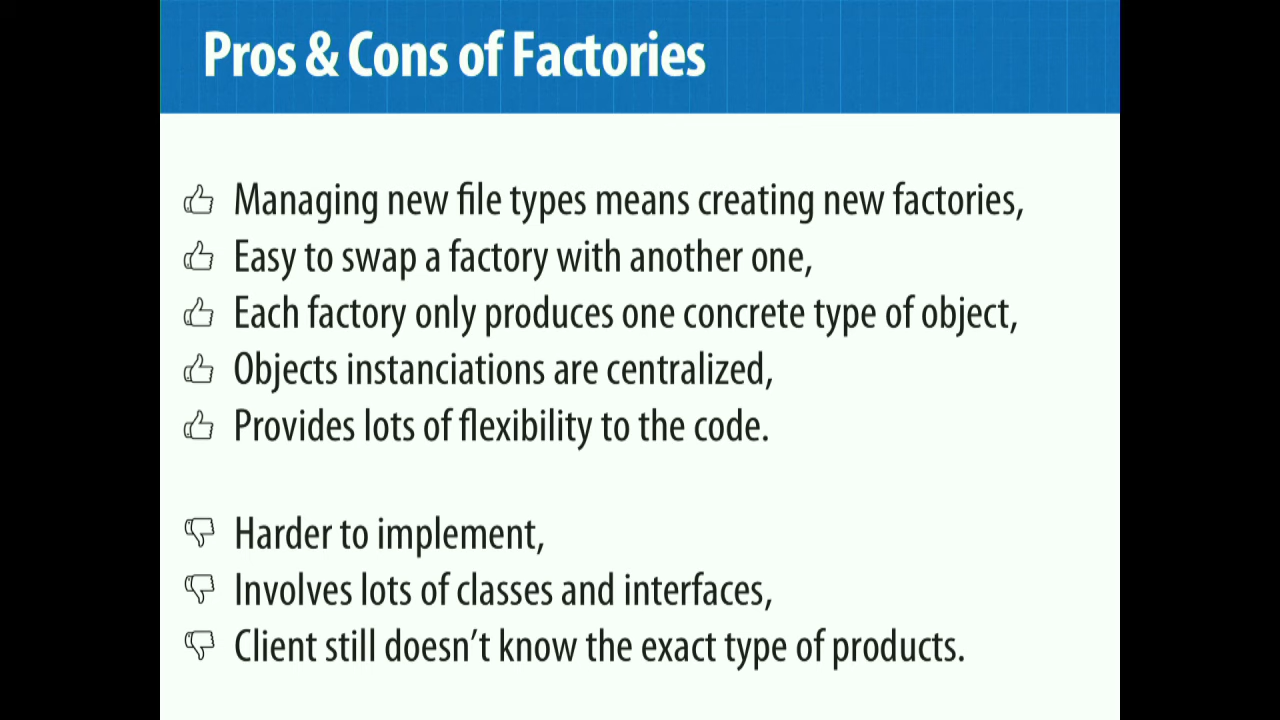 Pros & Cons of Factories
Managing new file types means creating new factories,
Easy to swap a factory with another one,
Each factory only produces one concrete type of object,
Objects instanciations are centralized,
Provides lots of flexibility to the code.
Harder to implement,
Involves lots of classes and interfaces,
Client still doesn’t know the exact type of products.